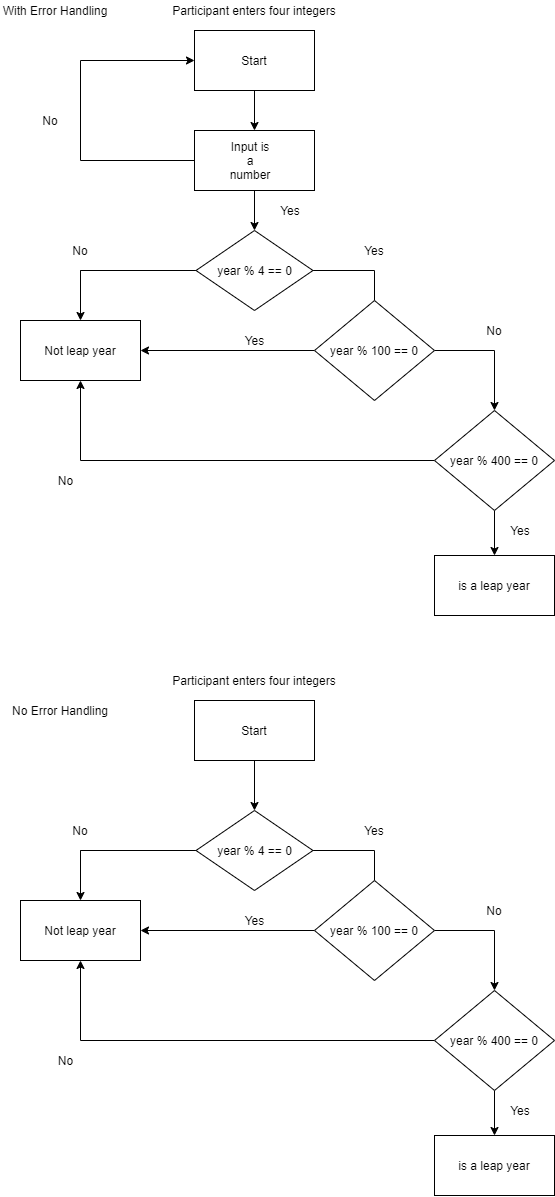 With Error Handling
Participant enters four integers
Start
No
Input is
a
number
Yes
No
Yes
year % 4 == 0
Not leap year
Yes
year % 100 == 0
No
year % 400 == 0
No
Yes
is a leap year
Participant enters four integers
No Error Handling
Start
No
Yes
year % 4 == 0
Not leap year
Yes
year % 100 == 0
No
year % 400 == 0
No
Yes
is a leap year